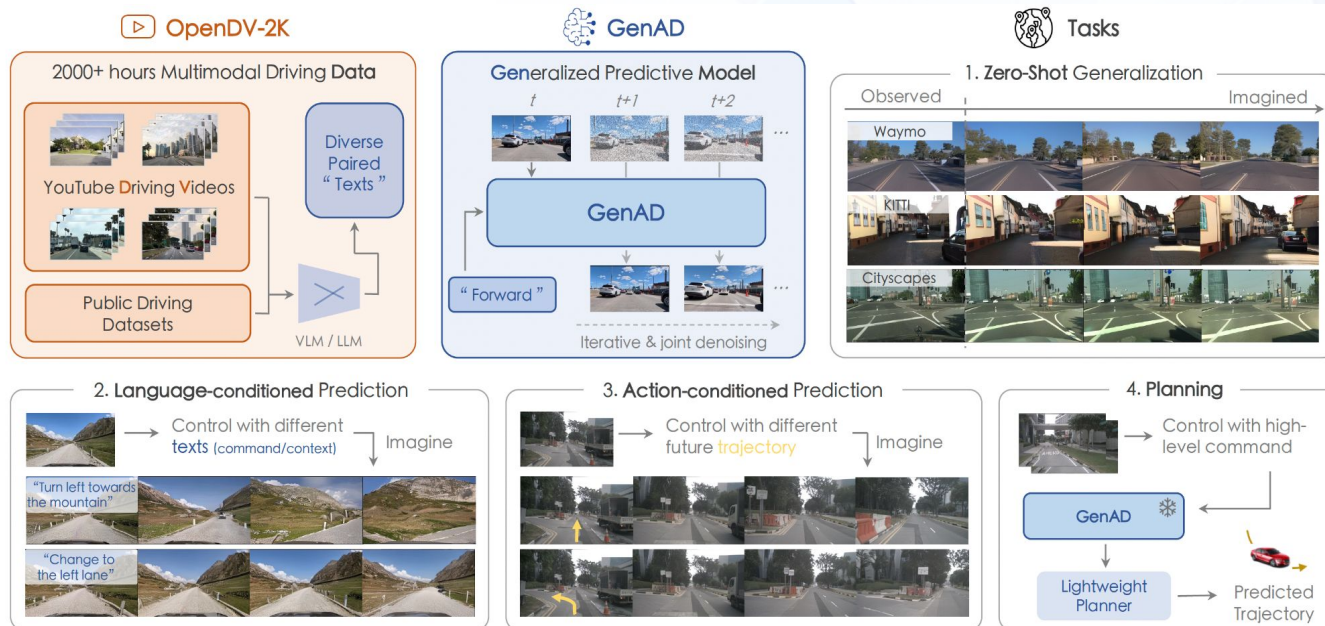 OpenDV-2K
2000+ hours Multimodal Driving Data
YouTube Driving Videos
Public Driving
Datasets
Diverse
Paired
“ Texts ”
VLM / LLM
GenAD
Generalized Predictive Model
t
t+1
t+2
...
GenAD
“ Forward ”
...
Iterative & joint denoising
Tasks
1. Zero-Shot Generalization
Observed
Imagined
Waymo
KITTI
Cityscapes
2. Language-conditioned Prediction
Control with different
texts (command/context)
Imagine
“Turn left towards
the mountain”
“Change to
the left lane”
3. Action-conditioned Prediction
Control with different
future trajectory
Imagine
4. Planning
Control with high-
level command
GenAD
Lightweight
Planner
Predicted
Trajectory